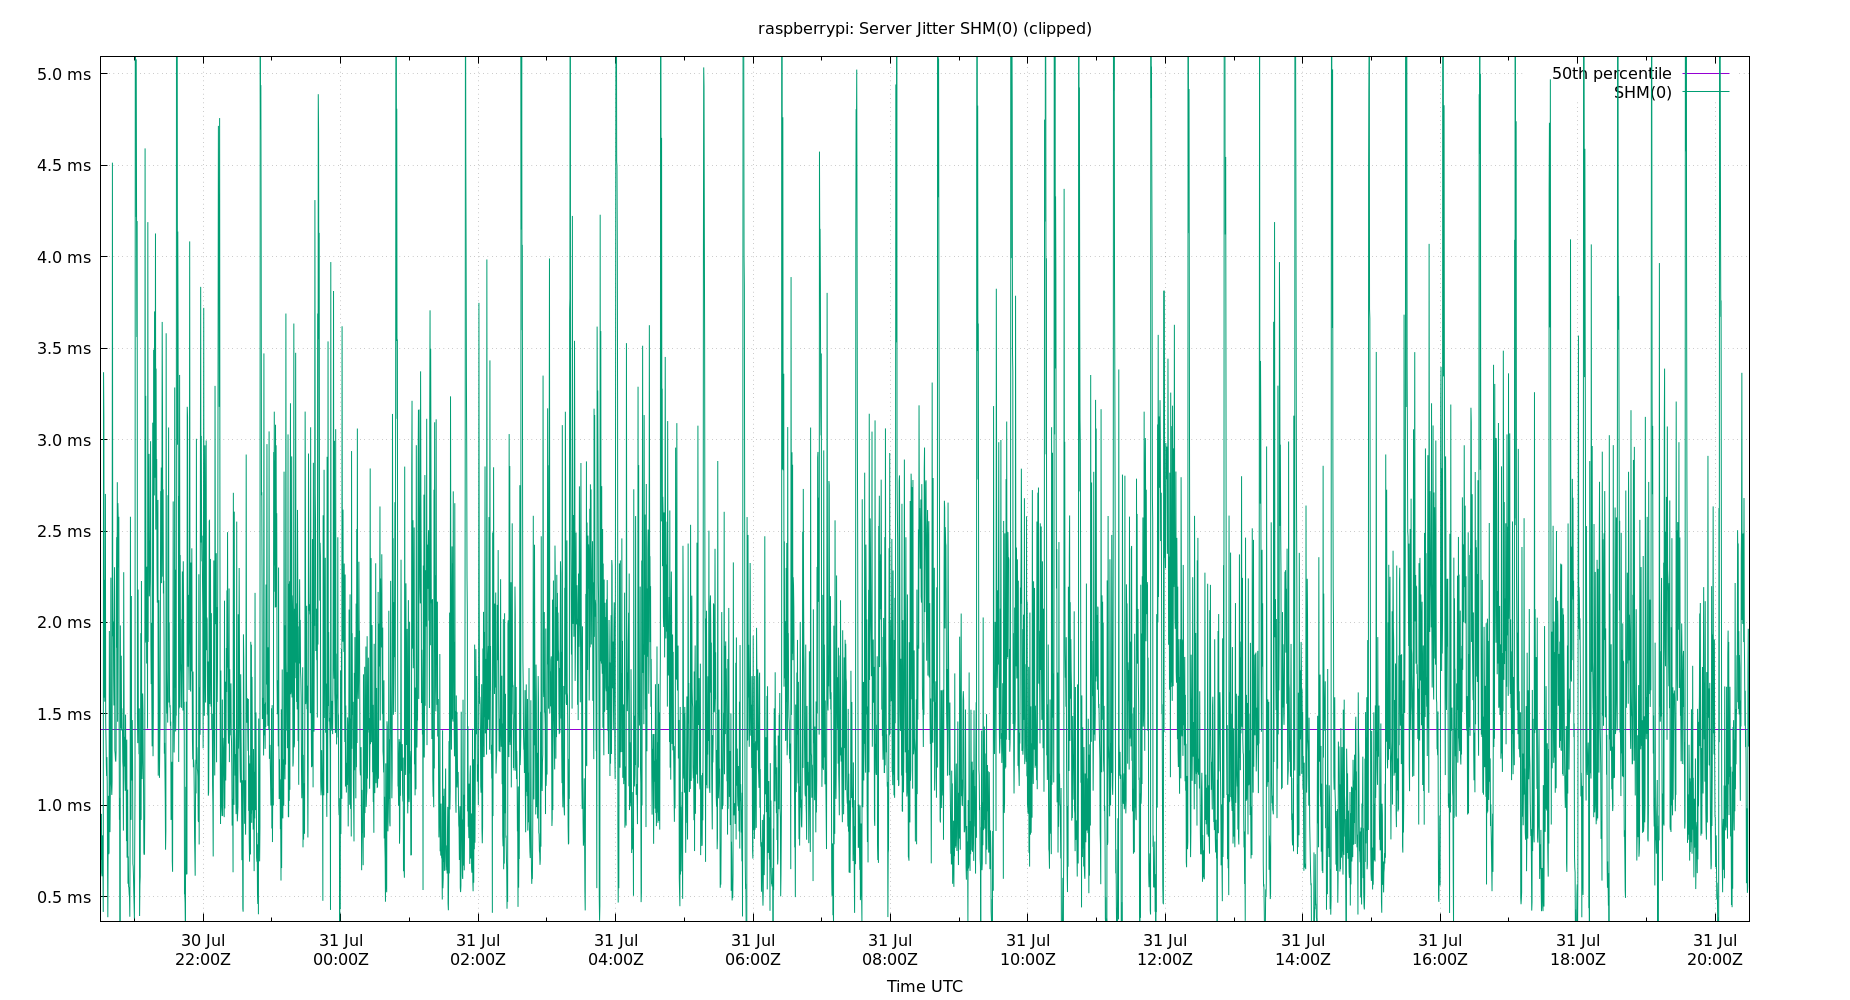 raspberrypi: Server Jitter SHM(0) (clipped)
5.0 ms
4.5 ms
4.0 ms
3.5 ms
3.0 ms
2.5 ms
2.0 ms
1.5 ms
1.0 ms
0.5 ms
50th percentile
SHM(0)
30 Jul 31 Jul 31 Jul 31 Jul 31 Jul 31 Jul 31 Jul 31 Jul 31 Jul 31 Jul 31 Jul 31 Jul
22:00Z 00:00Z 02:00Z 04:00Z 06:00Z 08:00Z 10:00Z 12:00Z 14:00Z 16:00Z 18:00Z 20:00Z
Time UTC